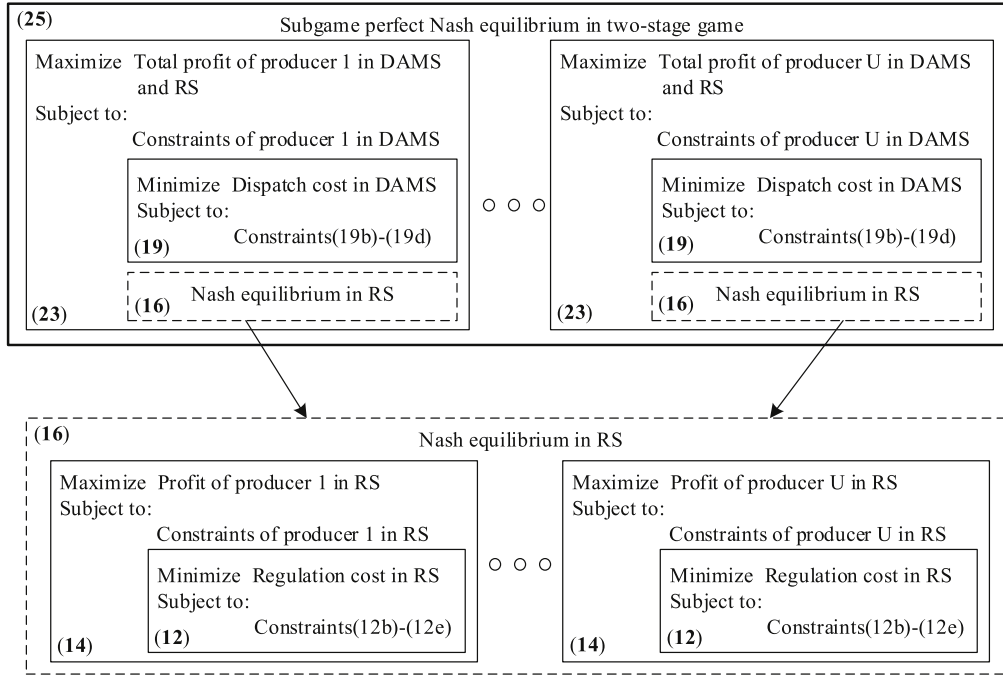 (25)
Subgame perfect Nash equilibrium in two-stage game
Maximize Total profit of producer 1 in DAMS
and RS
Subject to:
Constraints of producer 1 in DAMS
Minimize Dispatch cost in DAMS
Subject to:
Constraints(19b)-(19d)
(19)
Nash equilibrium in RS
(16)
(23)
Maximize Total profit of producer U in DAMS
and RS
Subject to:
Constraints of producer U in DAMS
Minimize Dispatch cost in DAMS
Subject to:
Constraints(19b)-(19d)
(19)
Nash equilibrium in RS
(16)
(23)
(16)
Nash equilibrium in RS
Maximize Profit of producer 1 in RS
Subject to:
Constraints of producer 1 in RS
Minimize Regulation cost in RS
Subject to:
Constraints(12b)-(12e)
(12)
(14)
Maximize Profit of producer U in RS
Subject to:
Constraints of producer U in RS
Minimize Regulation cost in RS
Subject to:
Constraints(12b)-(12e)
(12)
(14)